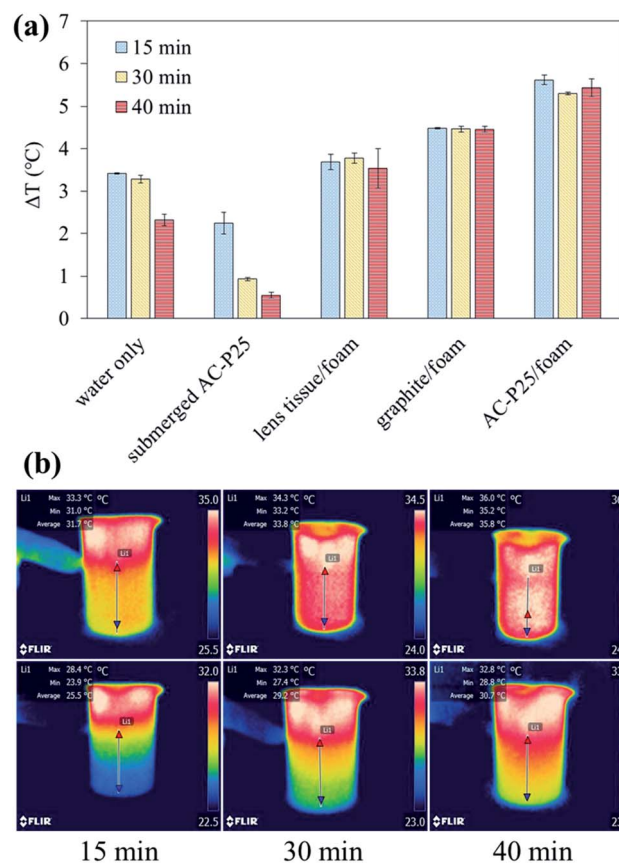 (a)
7
6
5
4
3
2
1
0
ΔT (°C)
15 min
30 min
40 min
water only
submerged AC-P25
lens tissue/foam
graphite/foam
AC-P25/foam
(b)
Li1 Max 33.3 °C °C 35.0
Min 31.0 °C
Average 31.7 °C
Li1
FLIR 25.5
Li1 Max 34.3 °C °C 34.5
Min 33.2 °C
Average 33.8 °C
Li1
FLIR 24.0
Li1 Max 36.0 °C °C 36
Min 35.2 °C
Average 35.8 °C
Li1
FLIR 24
Li1 Max 28.4 °C °C 32.0
Min 23.9 °C
Average 25.5 °C
Li1
FLIR 22.5
Li1 Max 32.3 °C °C 33.8
Min 27.4 °C
Average 29.2 °C
Li1
FLIR 23.0
Li1 Max 32.8 °C °C 33
Min 28.8 °C
Average 30.7 °C
Li1
FLIR 23
15 min 30 min 40 min